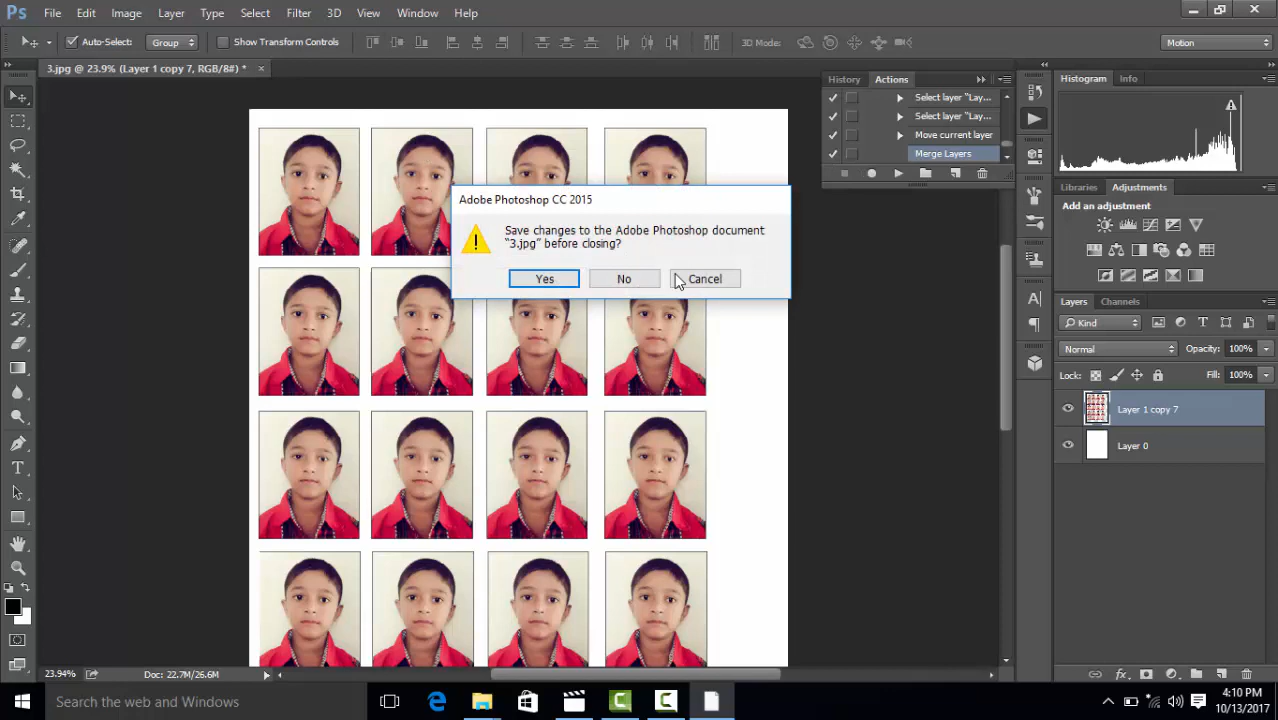 Ps File Edit Image Layer Type Select Filter 3D View Window Help
Auto-Select: Group Show Transform Controls 3D Mode: Motion
3.jpg @ 23.9% (Layer 1 copy 7, RGB/8#) * ×
History Actions
Select layer "Lay...
Select layer "Lay...
Move current layer
Merge Layers
Histogram Info
Libraries Adjustments
Add an adjustment
Adobe Photoshop CC 2015
Save changes to the Adobe Photoshop document
"3.jpg" before closing?
Yes No Cancel
Layers Channels
Kind
Normal Opacity: 100%
Lock: Fill: 100%
Layer 1 copy 7
Layer 0
23.94% Doc: 22.7M/26.6M
Search the web and Windows
4:10 PM
10/13/2017